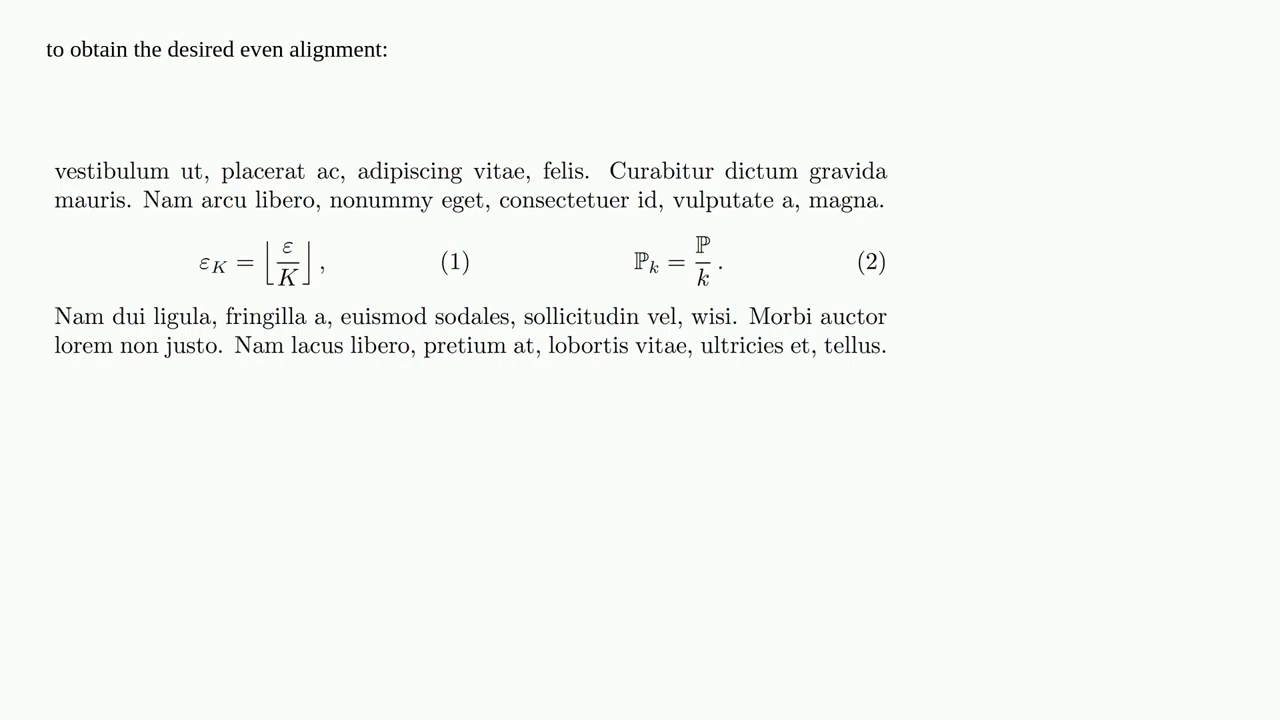 to obtain the desired even alignment:
vestibulum ut, placerat ac, adipiscing vitae, felis. Curabitur dictum gravida
mauris. Nam arcu libero, nonummy eget, consectetuer id, vulputate a, magna.
ε_K = ⌊ε/K⌋, (1) ℙ_k = ℙ/k. (2)
Nam dui ligula, fringilla a, euismod sodales, sollicitudin vel, wisi. Morbi auctor
lorem non justo. Nam lacus libero, pretium at, lobortis vitae, ultricies et, tellus.